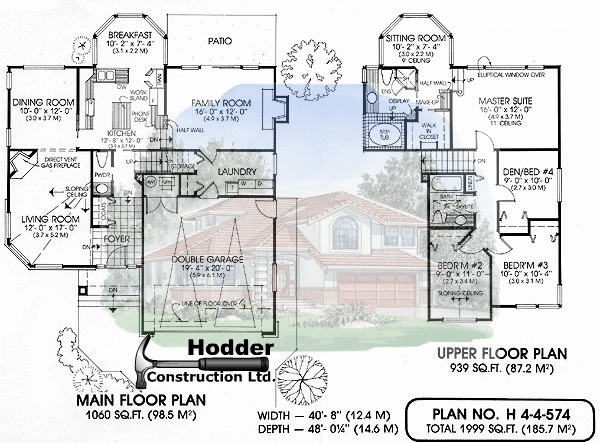 BREAKFAST
10'- 2" x 7'- 4"
(3.1 x 2.2 M)
PATIO
DINING ROOM
10'- 0" x 12'- 0"
(3.0 x 3.7 M)
DW
PAN
WORK
ISLAND
PHONE
DESK
KITCHEN
12'- 8" x 12'- 0"
(3.9 x 3.7 M)
DN
FAMILY ROOM
16'- 0" x 12'- 0"
(4.9 x 3.7 M)
HALF WALL
UP
STORAGE
LAUNDRY
W D
DIRECT VENT
GAS FIREPLACE
PWDR
SLOPING
CEILING
COATS
DN
LIVING ROOM
12'- 0" x 17'- 0"
(3.7 x 5.2 M)
FOYER
DN
DOUBLE GARAGE
19'- 4" x 20'- 0"
(5.9 x 6.1 M)
LINE OF FLOOR OVER
SITTING ROOM
10'- 2" x 7'- 4"
(3.0 x 2.2 M)
9' CEILING
ELLIPTICAL WINDOW OVER
ENS
HALF WALL
UP
DISPLAY
MAKE-UP
5'/3'
TUB
WALK
IN
CLOSET
MASTER SUITE
16'- 0" x 12'- 0"
(4.9 x 3.7 M)
11' CEILING
DN
LINEN
BATH
SKYLITE
DEN/BED #4
9'- 0" x 10'- 0"
(2.7 x 3.0 M)
BED'R'M #2
9'- 0" x 11'- 0"
(2.7 x 3.4 M)
SLOPING CEILING
BED'R'M #3
10'- 0" x 10'- 4"
(3.0 x 3.1 M)
Hodder
Construction Ltd.
MAIN FLOOR PLAN
1060 SQ.FT. (98.5 M²)
UPPER FLOOR PLAN
939 SQ.FT. (87.2 M²)
WIDTH — 40'- 8" (12.4 M)
DEPTH — 48'- 0¼" (14.6 M)
PLAN NO. H 4-4-574
TOTAL 1999 SQ.FT. (185.7 M²)